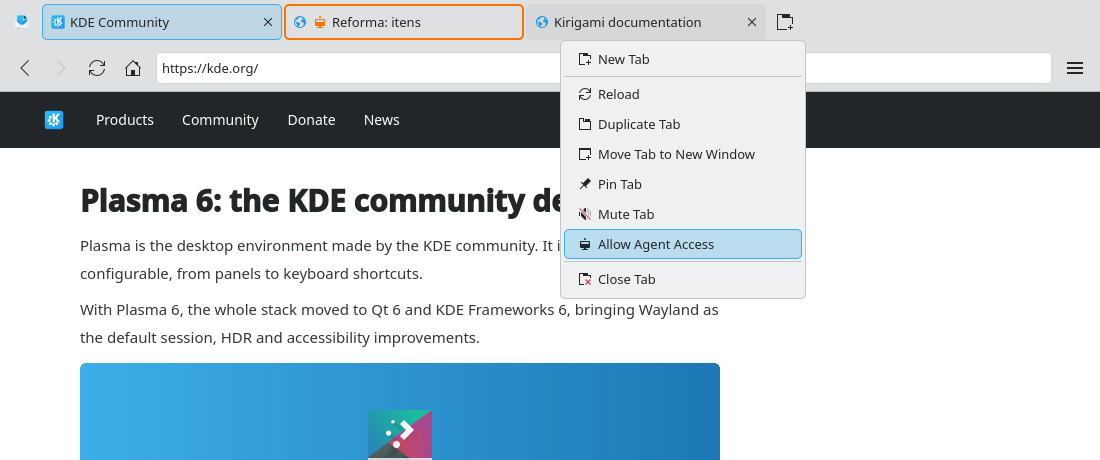 KDE Community
Reforma: itens
Kirigami documentation
https://kde.org/
New Tab
Reload
Duplicate Tab
Move Tab to New Window
Pin Tab
Mute Tab
Allow Agent Access
Close Tab
Products
Community
Donate
News
Plasma 6: the KDE community
Plasma is the desktop environment made by the KDE community. It
configurable, from panels to keyboard shortcuts.
With Plasma 6, the whole stack moved to Qt 6 and KDE Frameworks 6, bringing Wayland as
the default session, HDR and accessibility improvements.